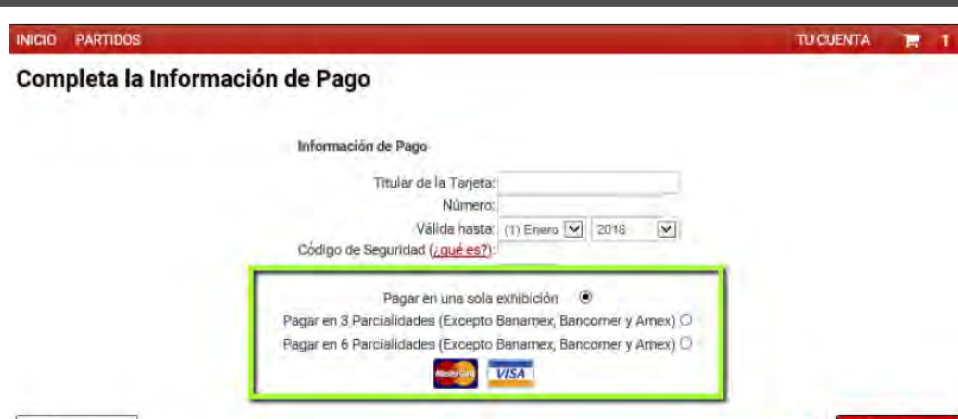 INICIO PARTIDOS TU CUENTA 1
Completa la Información de Pago
Información de Pago
Titular de la Tarjeta:
Número:
Válida hasta: (1) Enero 2016
Código de Seguridad (¿qué es?):
Pagar en una sola exhibición
Pagar en 3 Parcialidades (Excepto Banamex, Bancomer y Amex)
Pagar en 6 Parcialidades (Excepto Banamex, Bancomer y Amex)
MasterCard VISA